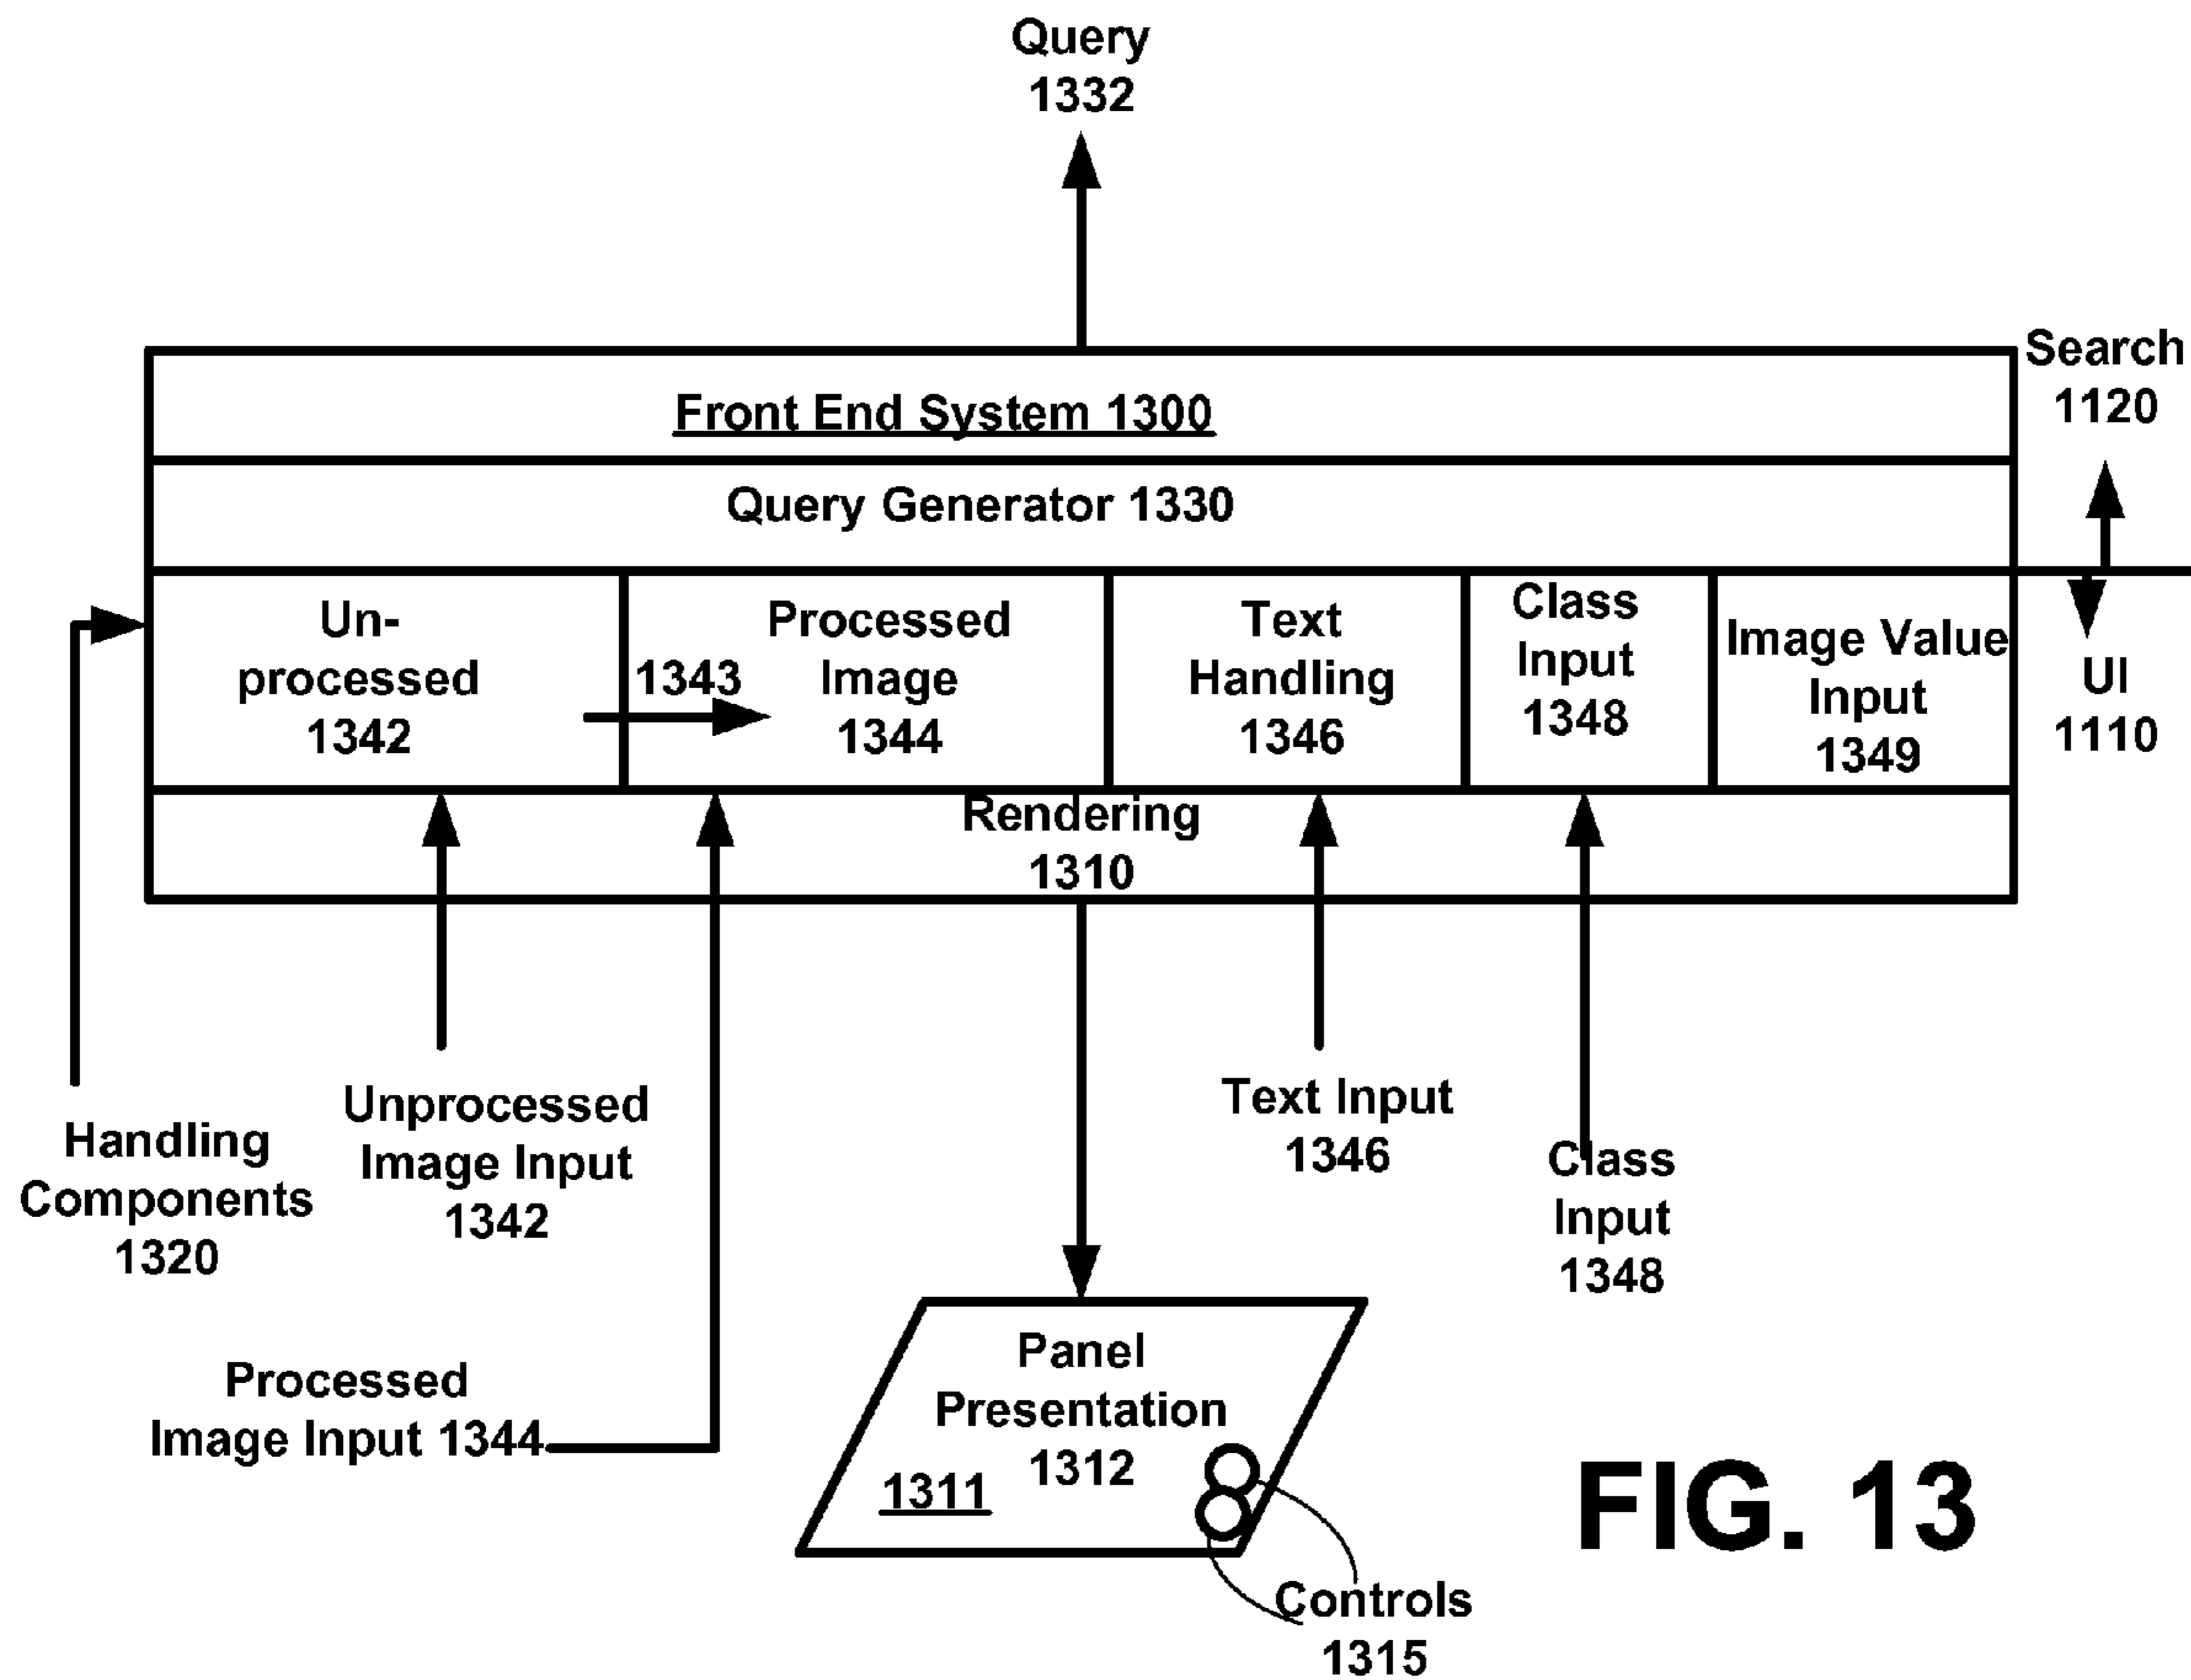 Query
1332
Search
1120
Front End System 1300
Query Generator 1330
Un-
processed
1342
1343
Processed
Image
1344
Text
Handling
1346
Class
Input
1348
Image Value
Input
1349
UI
1110
Rendering
1310
Handling
Components
1320
Unprocessed
Image Input
1342
Text Input
1346
Class
Input
1348
Processed
Image Input 1344
Panel
Presentation
1312
1311
Controls
1315
FIG. 13